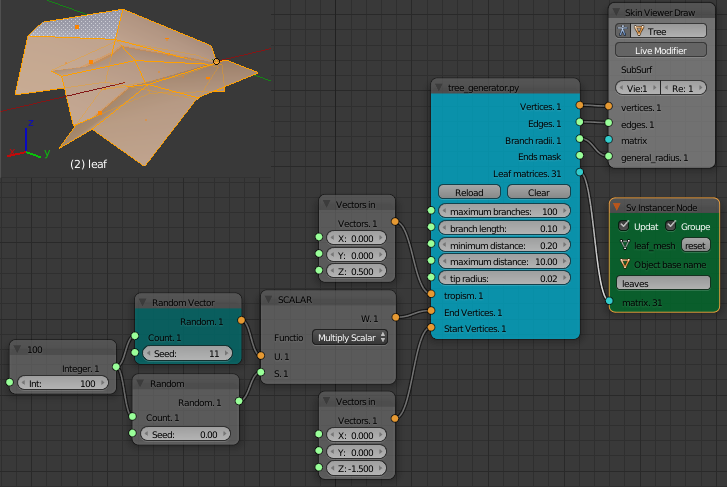 z
x
y
(2) leaf
100
Integer. 1
Int: 100
Random Vector
Random. 1
Count. 1
Seed: 11
Random
Random. 1
Count. 1
Seed: 0.00
SCALAR
W. 1
Functio Multiply Scalar
U. 1
S. 1
Vectors in
Vectors. 1
X: 0.000
Y: 0.000
Z: 0.500
Vectors in
Vectors. 1
X: 0.000
Y: 0.000
Z: -1.500
tree_generator.py
Vertices. 1
Edges. 1
Branch radii. 1
Ends mask
Leaf matrices. 31
Reload Clear
maximum branches: 100
branch length: 0.10
minimum distance: 0.20
maximum distance: 10.00
tip radius: 0.02
tropism. 1
End Vertices. 1
Start Vertices. 1
Skin Viewer Draw
Tree
Live Modifier
SubSurf
Vie:1 Re: 1
vertices. 1
edges. 1
matrix
general_radius. 1
Sv Instancer Node
Updat Groupe
leaf_mesh reset
Object base name
leaves
matrix. 31